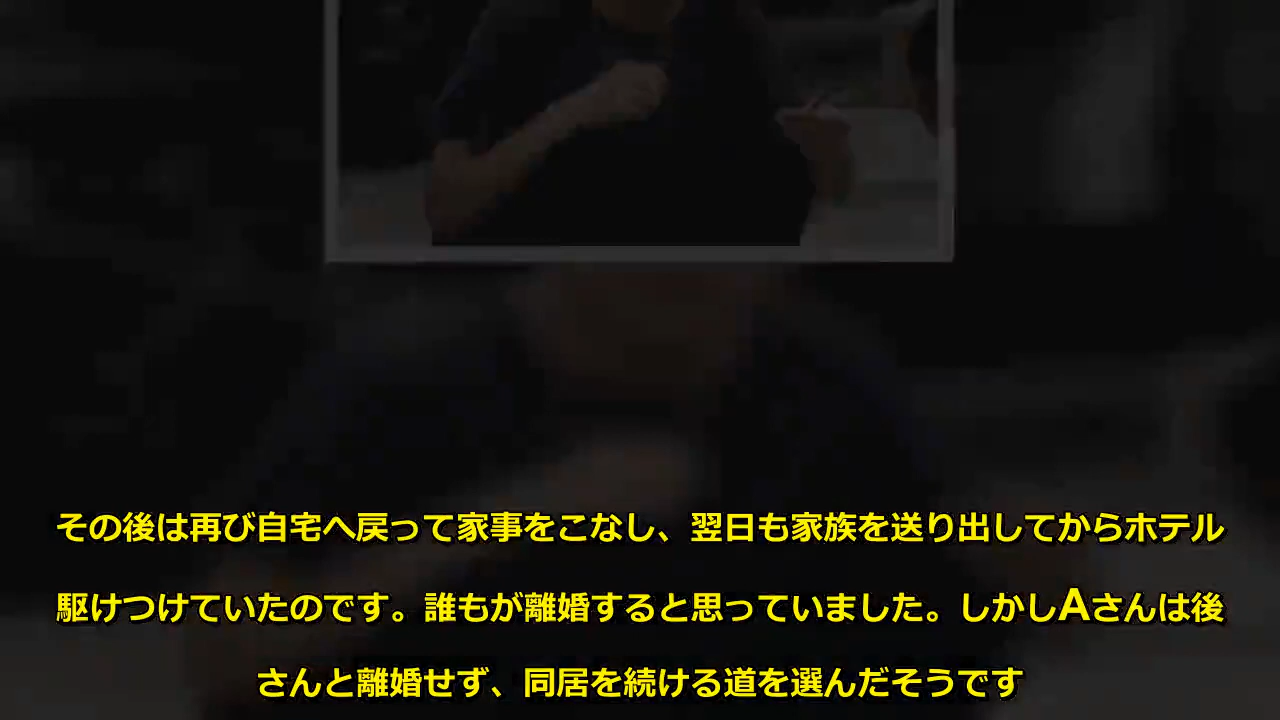 その後は再び自宅へ戻って家事をこなし、翌日も家族を送り出してからホテル
駆けつけていたのです。誰もが離婚すると思っていました。しかしAさんは後
さんと離婚せず、同居を続ける道を選んだそうです